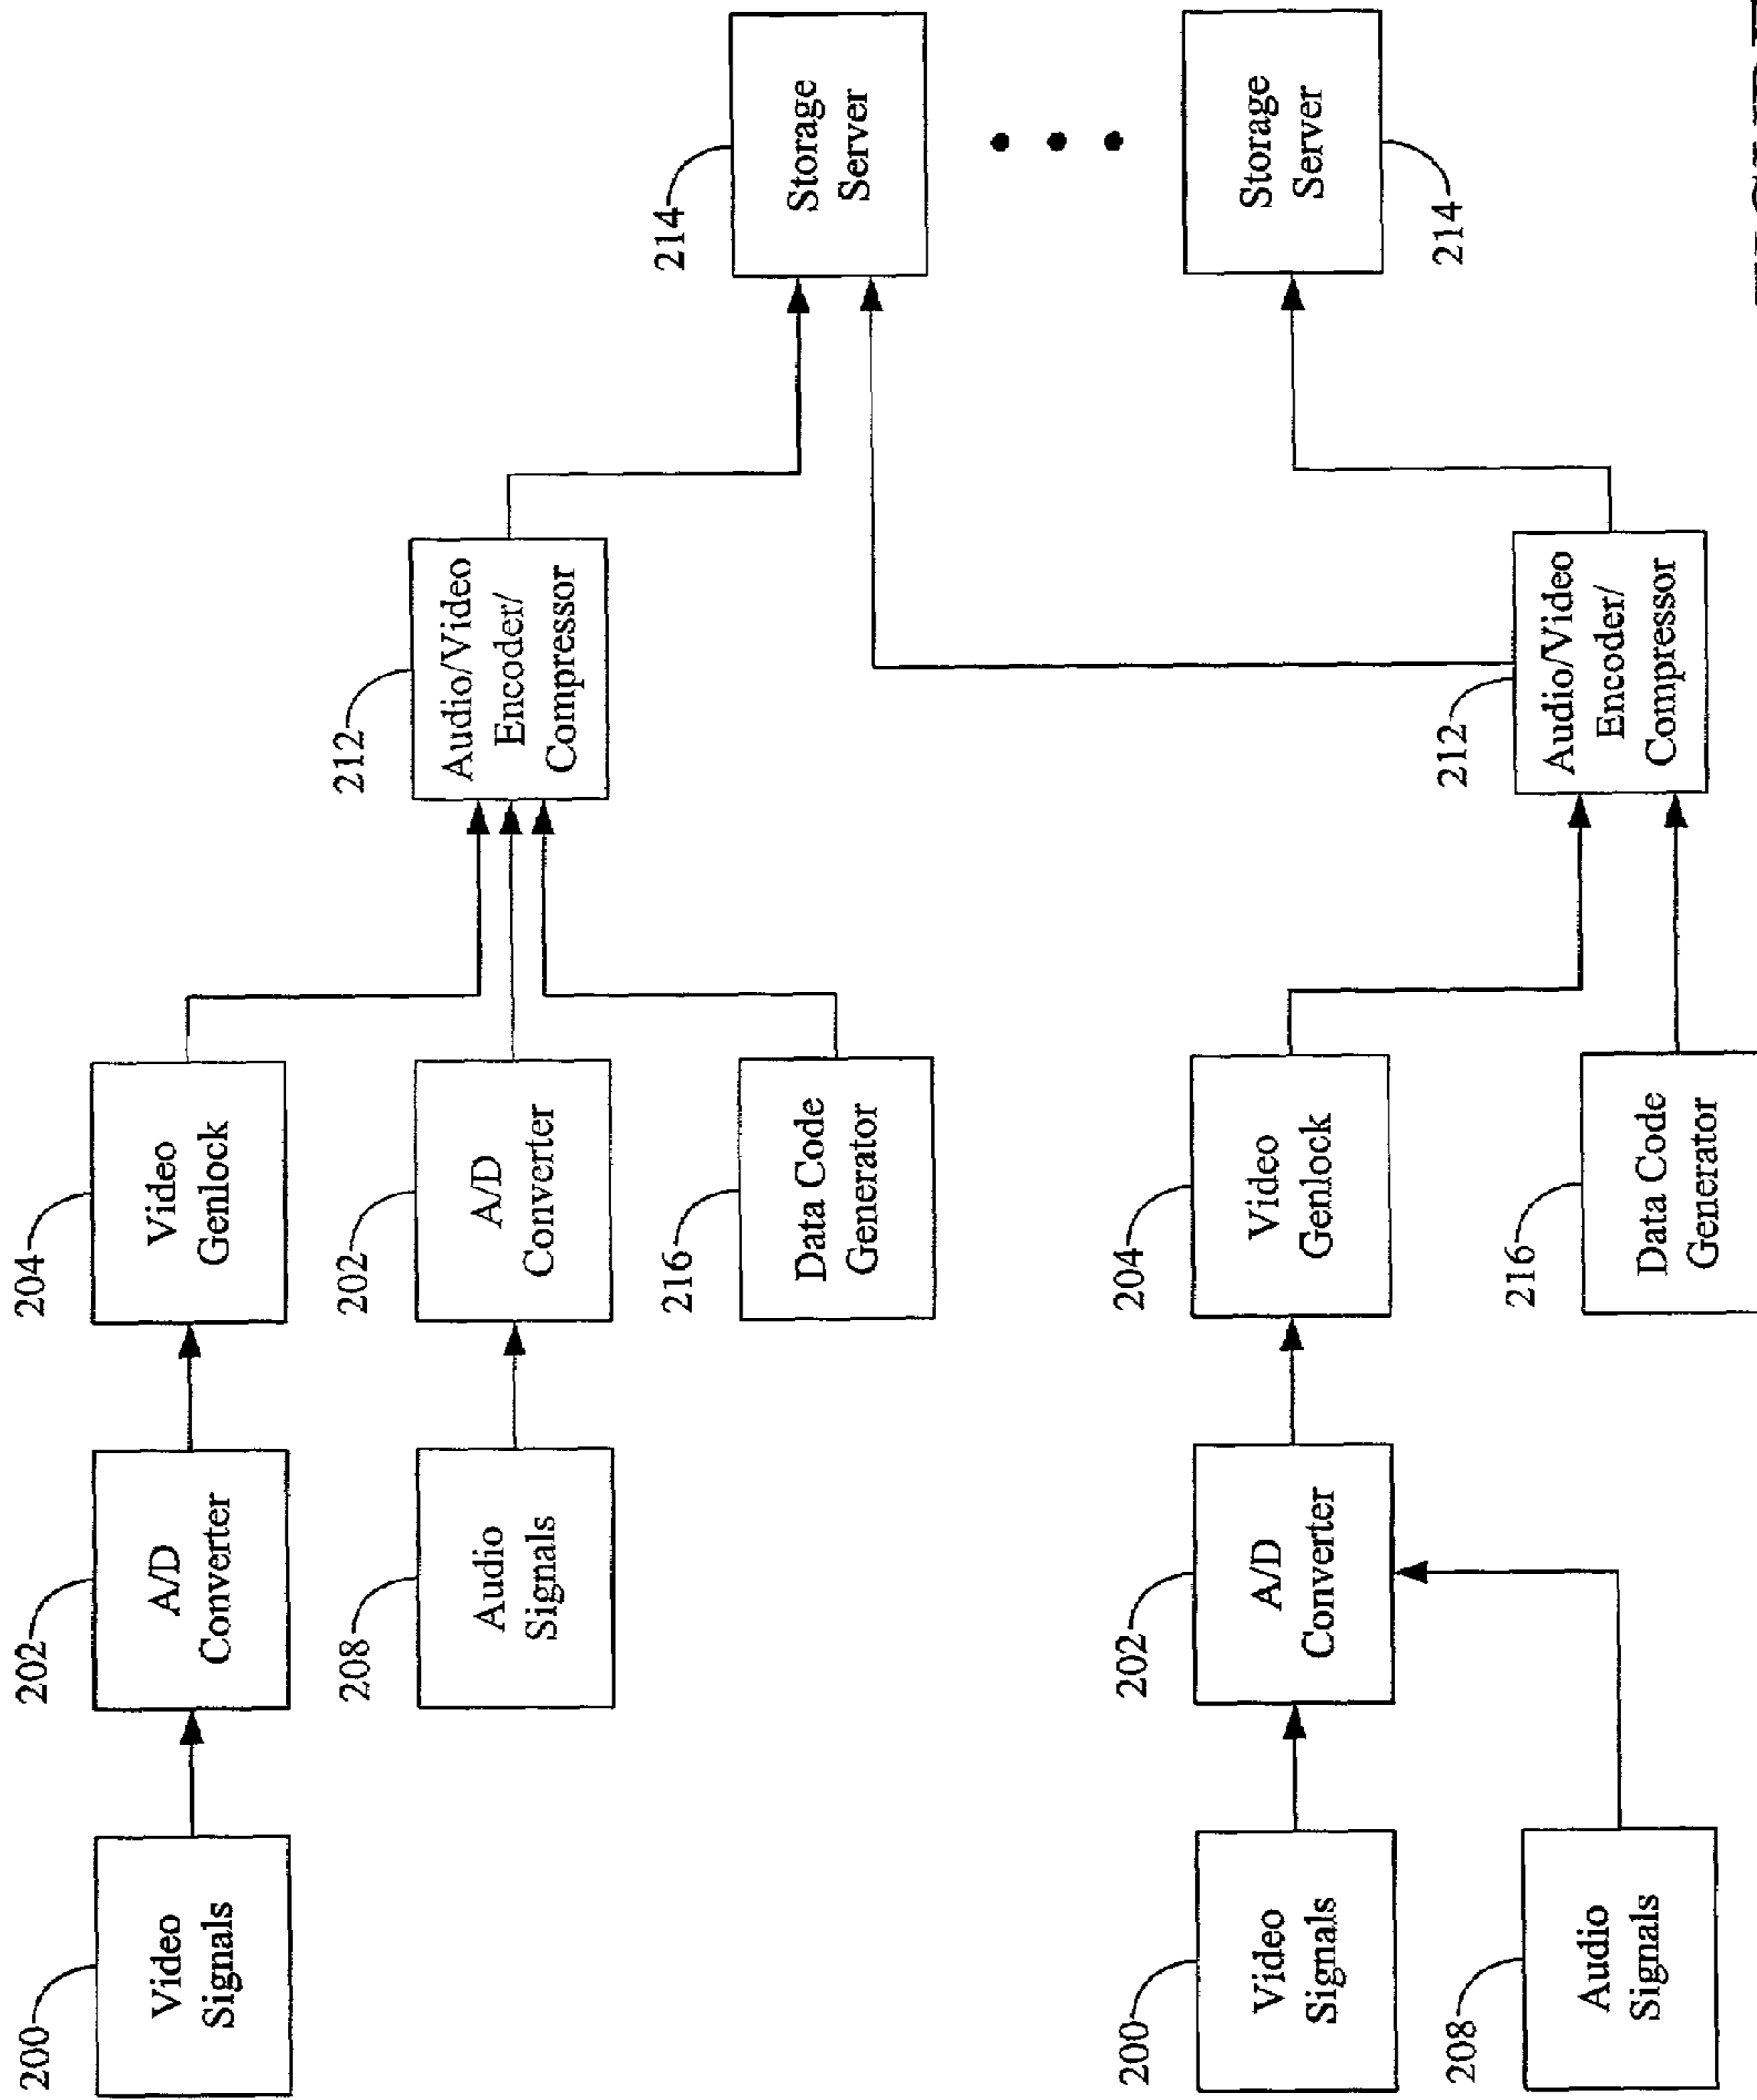 200
Video
Signals
202
A/D
Converter
204
Video
Genlock
208
Audio
Signals
202
A/D
Converter
216
Data Code
Generator
212
Audio/Video
Encoder/
Compressor
214
Storage
Server
200
Video
Signals
208
Audio
Signals
202
A/D
Converter
204
Video
Genlock
216
Data Code
Generator
212
Audio/Video
Encoder/
Compressor
Storage
Server
214